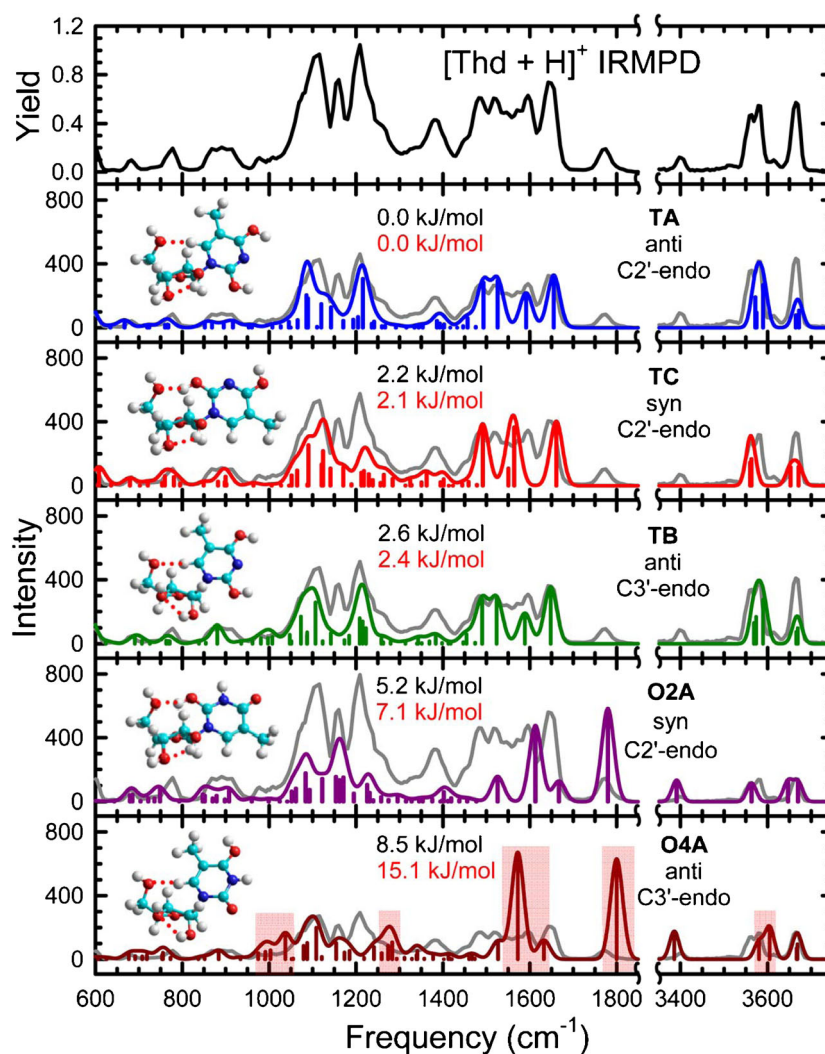 [Thd + H]+ IRMPD
Yield
1.2
0.8
0.4
0.0
800
400
0
0.0 kJ/mol
0.0 kJ/mol
TA
anti
C2'-endo
800
400
0
2.2 kJ/mol
2.1 kJ/mol
TC
syn
C2'-endo
Intensity
800
400
0
2.6 kJ/mol
2.4 kJ/mol
TB
anti
C3'-endo
800
400
0
5.2 kJ/mol
7.1 kJ/mol
O2A
syn
C2'-endo
800
400
0
8.5 kJ/mol
15.1 kJ/mol
O4A
anti
C3'-endo
600 800 1000 1200 1400 1600 1800 3400 3600
Frequency (cm-1)